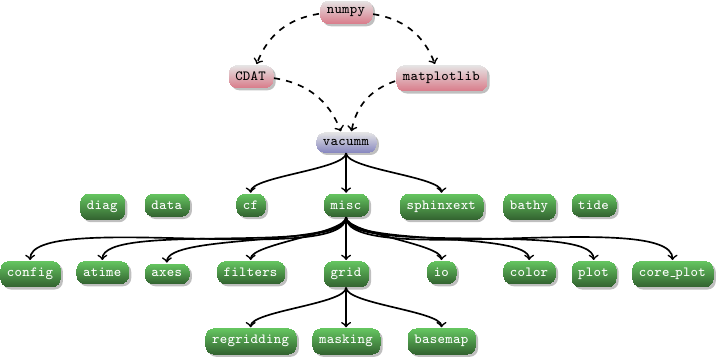 numpy
CDAT matplotlib
vacumm
diag data cf misc sphinxext bathy tide
config atime axes filters grid io color plot core_plot
regridding masking basemap